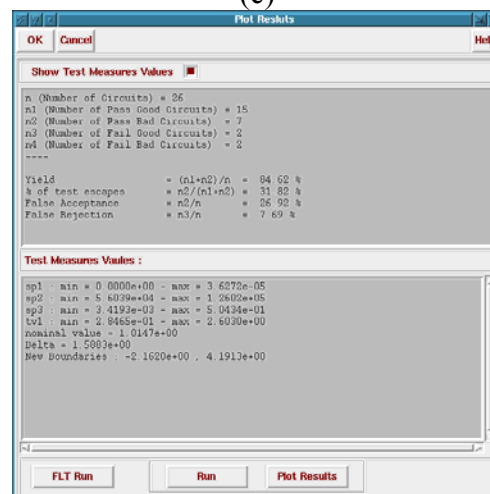 (e)
Plot Resluts
OK Cancel Hel
Show Test Measures Values
n (Number of Circuits) = 26
n1 (Number of Pass Good Circuits) = 15
n2 (Number of Pass Bad Circuits) = 7
n3 (Number of Fail Good Circuits) = 2
n4 (Number of Fail Bad Circuits) = 2
----
Yield = (n1+n2)/n = 84.62 %
% of test escapes = n2/(n1+n2) = 31 82 %
False Acceptance = n2/n = 26 92 %
False Rejection = n3/n = 7 69 %
Test Measures Vaules :
sp1 : min = 0.0000e+00 - max = 3.6272e-05
sp2 : min = 5.6039e+04 - max = 1.2602e+05
sp3 : min = 3.4193e-03 - max = 5.0434e-01
tv1 : min = 2.8465e-01 - max = 2.6030e+00
nominal value = 1.0147e+00
Delta = 1.5883e+00
New Boundaries : -2.1620e+00 , 4.1913e+00
FLT Run Run Plot Results